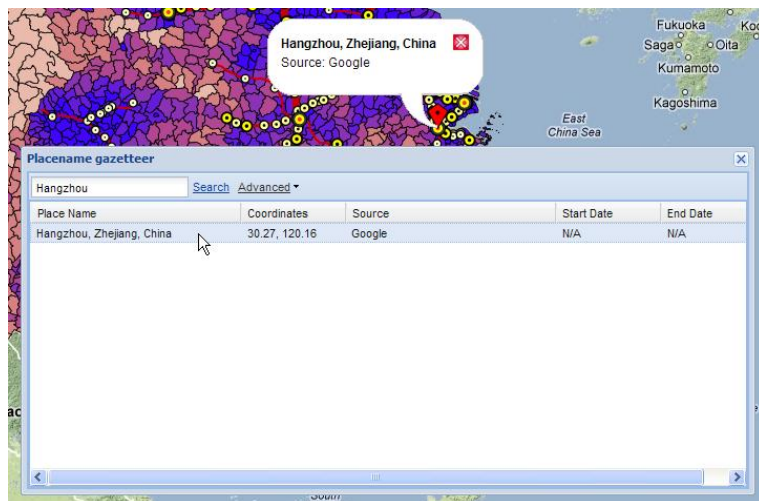 Fukuoka
Saga
Oita
Kumamoto
Kagoshima
East
China Sea
Hangzhou, Zhejiang, China
Source: Google
Placename gazetteer
Hangzhou Search Advanced
Place Name Coordinates Source Start Date End Date
Hangzhou, Zhejiang, China 30.27, 120.16 Google N/A N/A
South